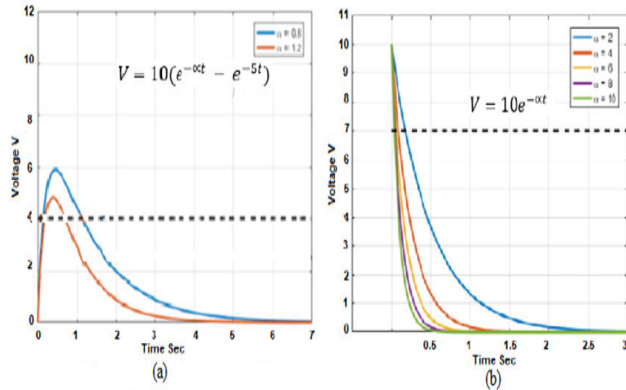 12
10
8
6
4
2
0
0
1
2
3
4
5
6
7
Voltage V
Time Sec
α = 0.8
α = 1.2
V = 10(e^{-αt} − e^{-5t})
(a)
11
10
9
8
7
6
5
4
3
2
1
0
0.5
1
1.5
2
2.5
3
Voltage V
Time Sec
α = 2
α = 4
α = 6
α = 8
α = 10
V = 10e^{-αt}
(b)